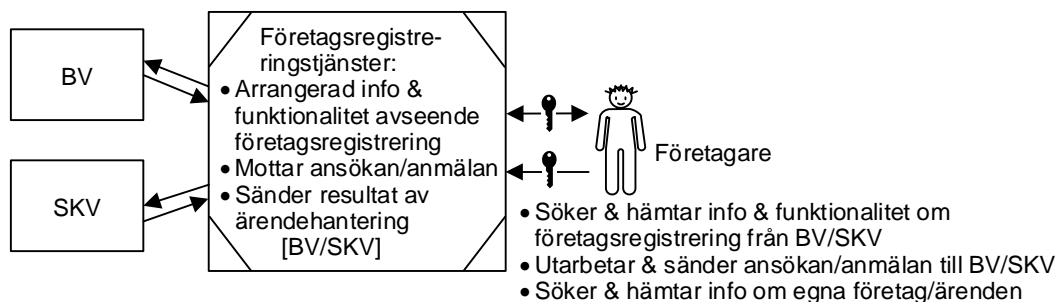 BV
SKV
Företagsregistre-
ringstjänster:
• Arrangerad info &
funktionalitet avseende
företagsregistrering
• Mottar ansökan/anmälan
• Sänder resultat av
ärendehantering
[BV/SKV]
Företagare
• Söker & hämtar info & funktionalitet om
företagsregistrering från BV/SKV
• Utarbetar & sänder ansökan/anmälan till BV/SKV
• Söker & hämtar info om egna företag/ärenden